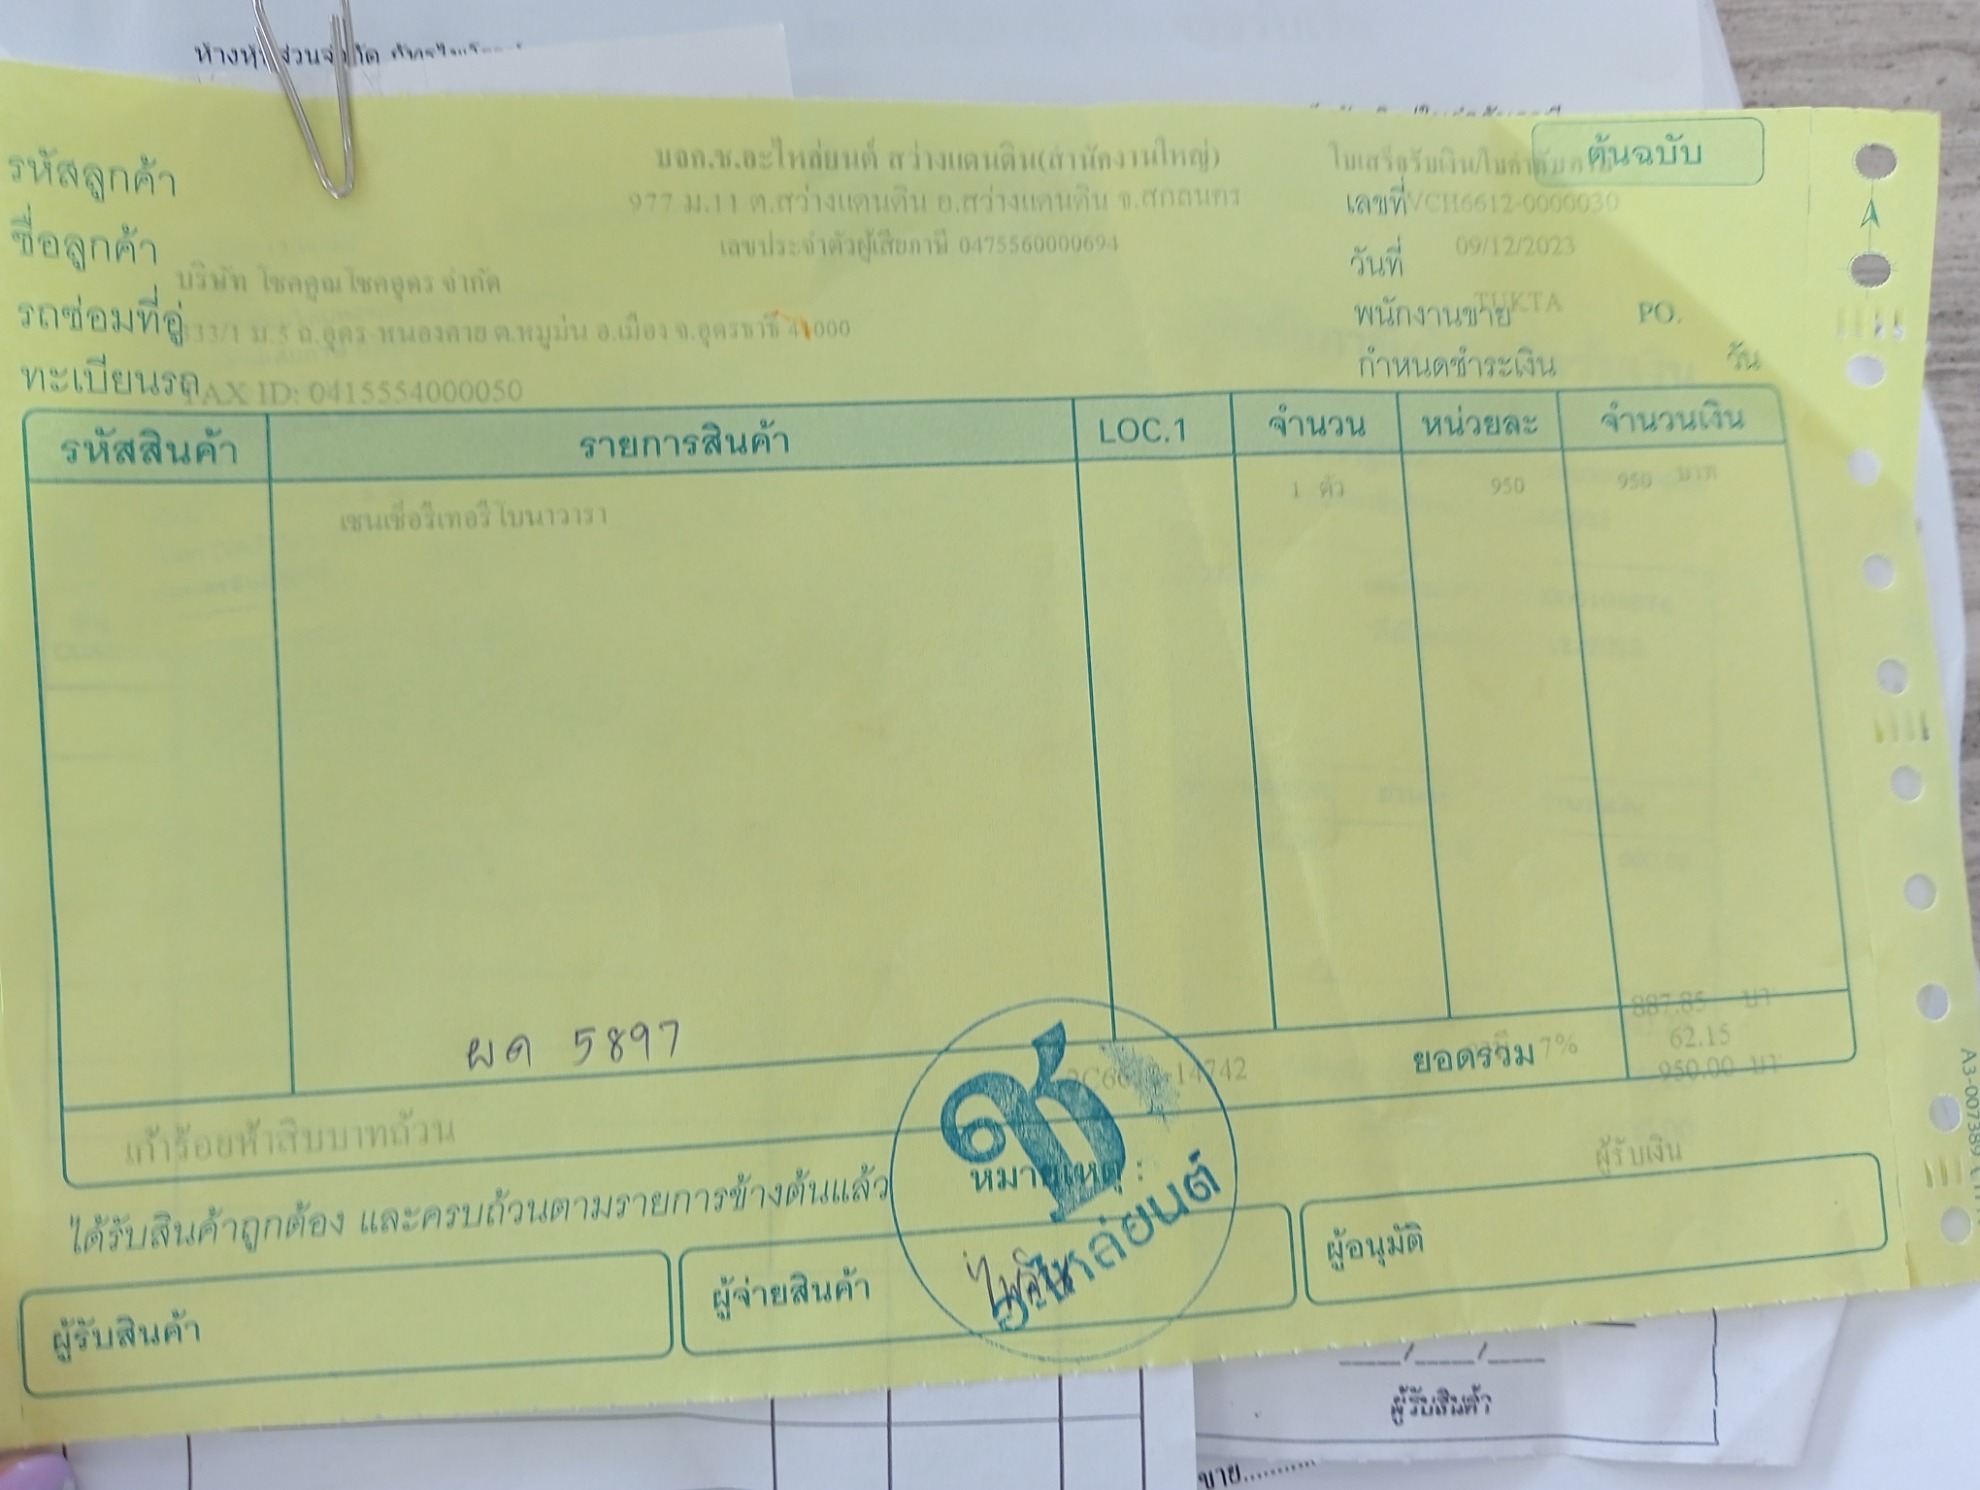 ต้นฉบับ
บจก.ช.อะไหล่ยนต์ สว่างแดนดิน(สำนักงานใหญ่)
977 ม.11 ต.สว่างแดนดิน อ.สว่างแดนดิน จ.สกลนคร
เลขประจำตัวผู้เสียภาษี 0475560000694
ใบเสร็จรับเงิน/ใบกำกับภาษี
เลขที่ VCH6612-0000030
วันที่ 09/12/2023
พนักงานขาย TUKTA PO.
กำหนดชำระเงิน วัน
รหัสลูกค้า
ชื่อลูกค้า
บริษัท โชคคูณโชคอุดร จำกัด
รถซ่อมที่อู่
333/1 ม.5 ถ.อุดร-หนองคาย ต.หมูม่น อ.เมือง จ.อุดรธานี 41000
ทะเบียนรถ
TAX ID: 0415554000050
รหัสสินค้า รายการสินค้า LOC.1 จำนวน หน่วยละ จำนวนเงิน
เซนเซ็อร์เทอร์โบนาวารา 1 ตัว 950 950 บาท
ผด 5897
887.85 บา
ยอดรวม 7% 62.15
14742 950.00 บา
เก้าร้อยห้าสิบบาทถ้วน
ได้รับสินค้าถูกต้อง และครบถ้วนตามรายการข้างต้นแล้ว
หมายเหตุ :
ผู้รับเงิน
ช
อะไหล่ยนต์
ผู้รับสินค้า
ผู้จ่ายสินค้า
ผู้อนุมัติ
ผู้รับสินค้า
ขาย..........